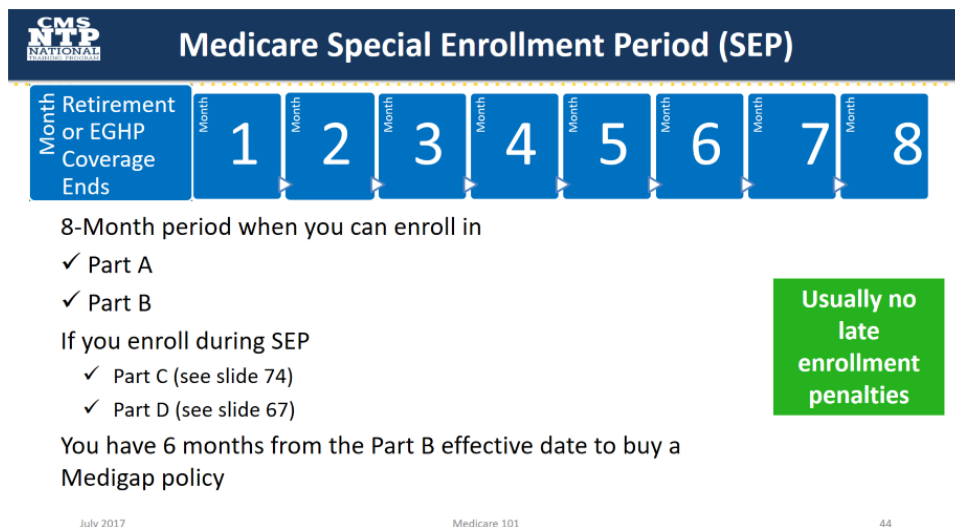 CMS
NTP
NATIONAL
TRAINING PROGRAM
Medicare Special Enrollment Period (SEP)
Month
Retirement
or EGHP
Coverage
Ends
Month 1
Month 2
Month 3
Month 4
Month 5
Month 6
Month 7
Month 8
8-Month period when you can enroll in
✓ Part A
✓ Part B
If you enroll during SEP
✓ Part C (see slide 74)
✓ Part D (see slide 67)
You have 6 months from the Part B effective date to buy a
Medigap policy
Usually no
late
enrollment
penalties
July 2017
Medicare 101
44